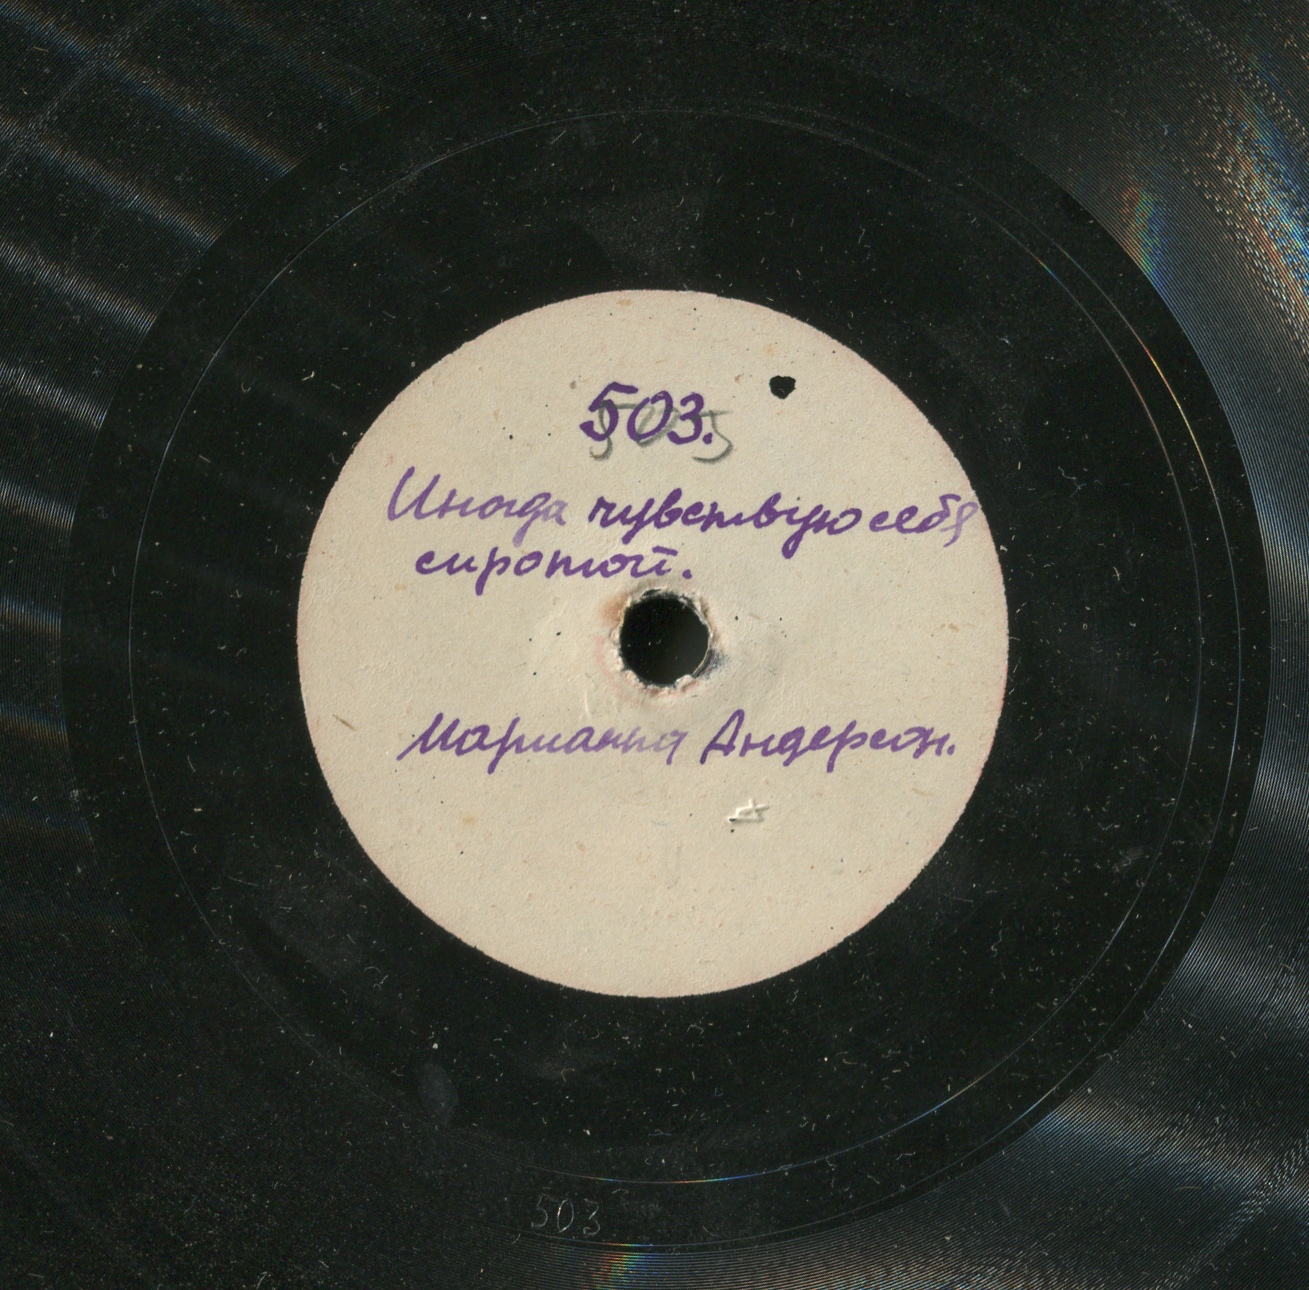 503.
Иногда чувствую себя
сиротой.
Марианна Андерсон.
503